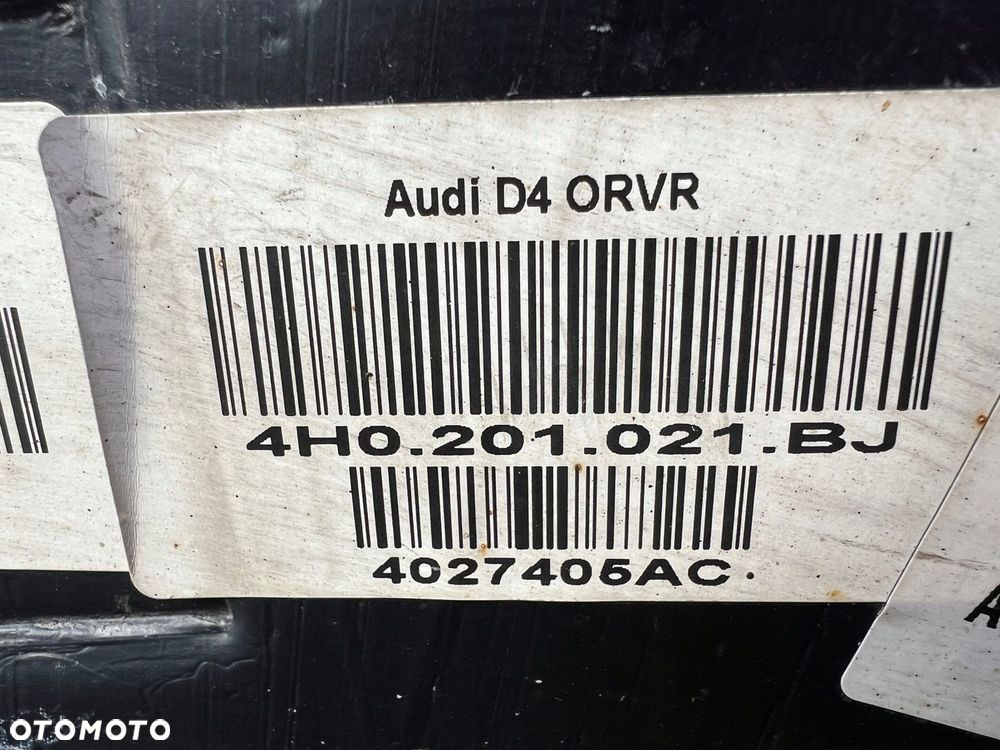 Audi D4 ORVR
4H0.201.021.BJ
4027405AC.
A
OTOMOTO